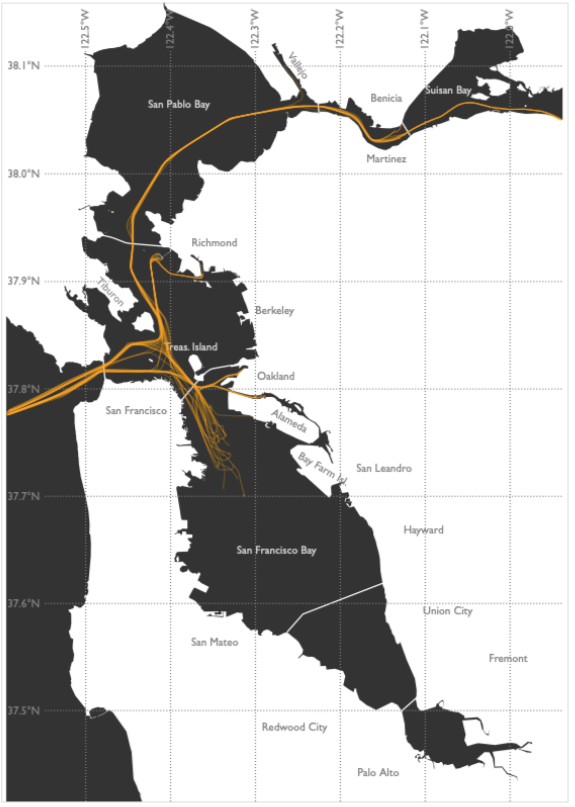 122.5°W
122.4°W
122.3°W
122.2°W
122.1°W
122.0°W
38.1°N
Vallejo
San Pablo Bay
Benicia
Suisan Bay
Martinez
38.0°N
Richmond
37.9°N
Tiburon
Berkeley
Treas. Island
Oakland
37.8°N
San Francisco
Alameda
Bay Farm Isl.
San Leandro
37.7°N
Hayward
San Francisco Bay
37.6°N
Union City
San Mateo
Fremont
37.5°N
Redwood City
Palo Alto